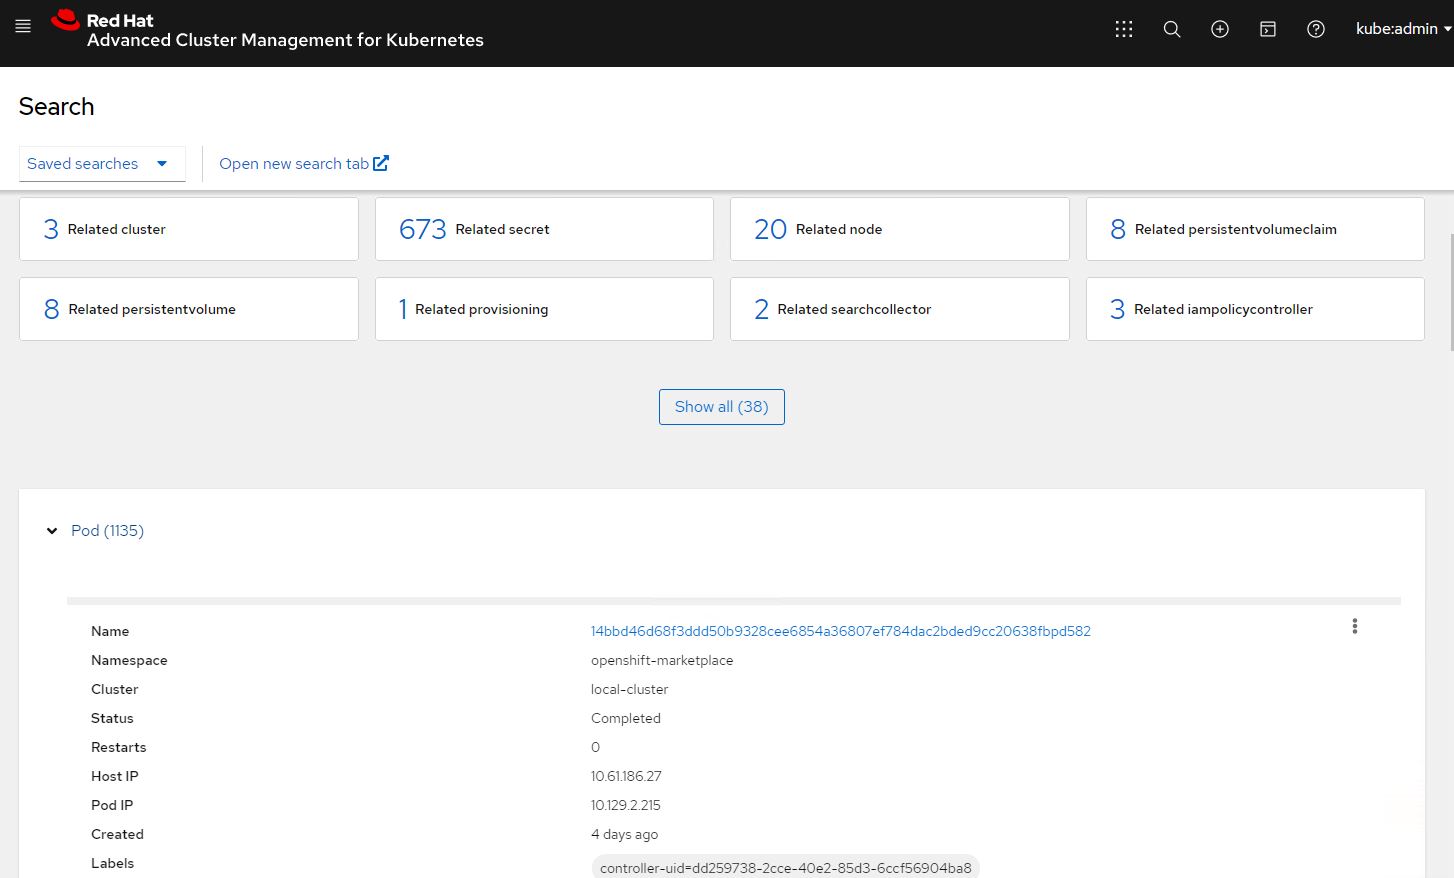 Red Hat
Advanced Cluster Management for Kubernetes
kube:admin
Search
Saved searches
Open new search tab
3 Related cluster
673 Related secret
20 Related node
8 Related persistentvolumeclaim
8 Related persistentvolume
1 Related provisioning
2 Related searchcollector
3 Related iampolicycontroller
Show all (38)
Pod (1135)
Name 14bbd46d68f3ddd50b9328cee6854a36807ef784dac2bded9cc20638fbpd582
Namespace openshift-marketplace
Cluster local-cluster
Status Completed
Restarts 0
Host IP 10.61.186.27
Pod IP 10.129.2.215
Created 4 days ago
Labels controller-uid=dd259738-2cce-40e2-85d3-6ccf56904ba8